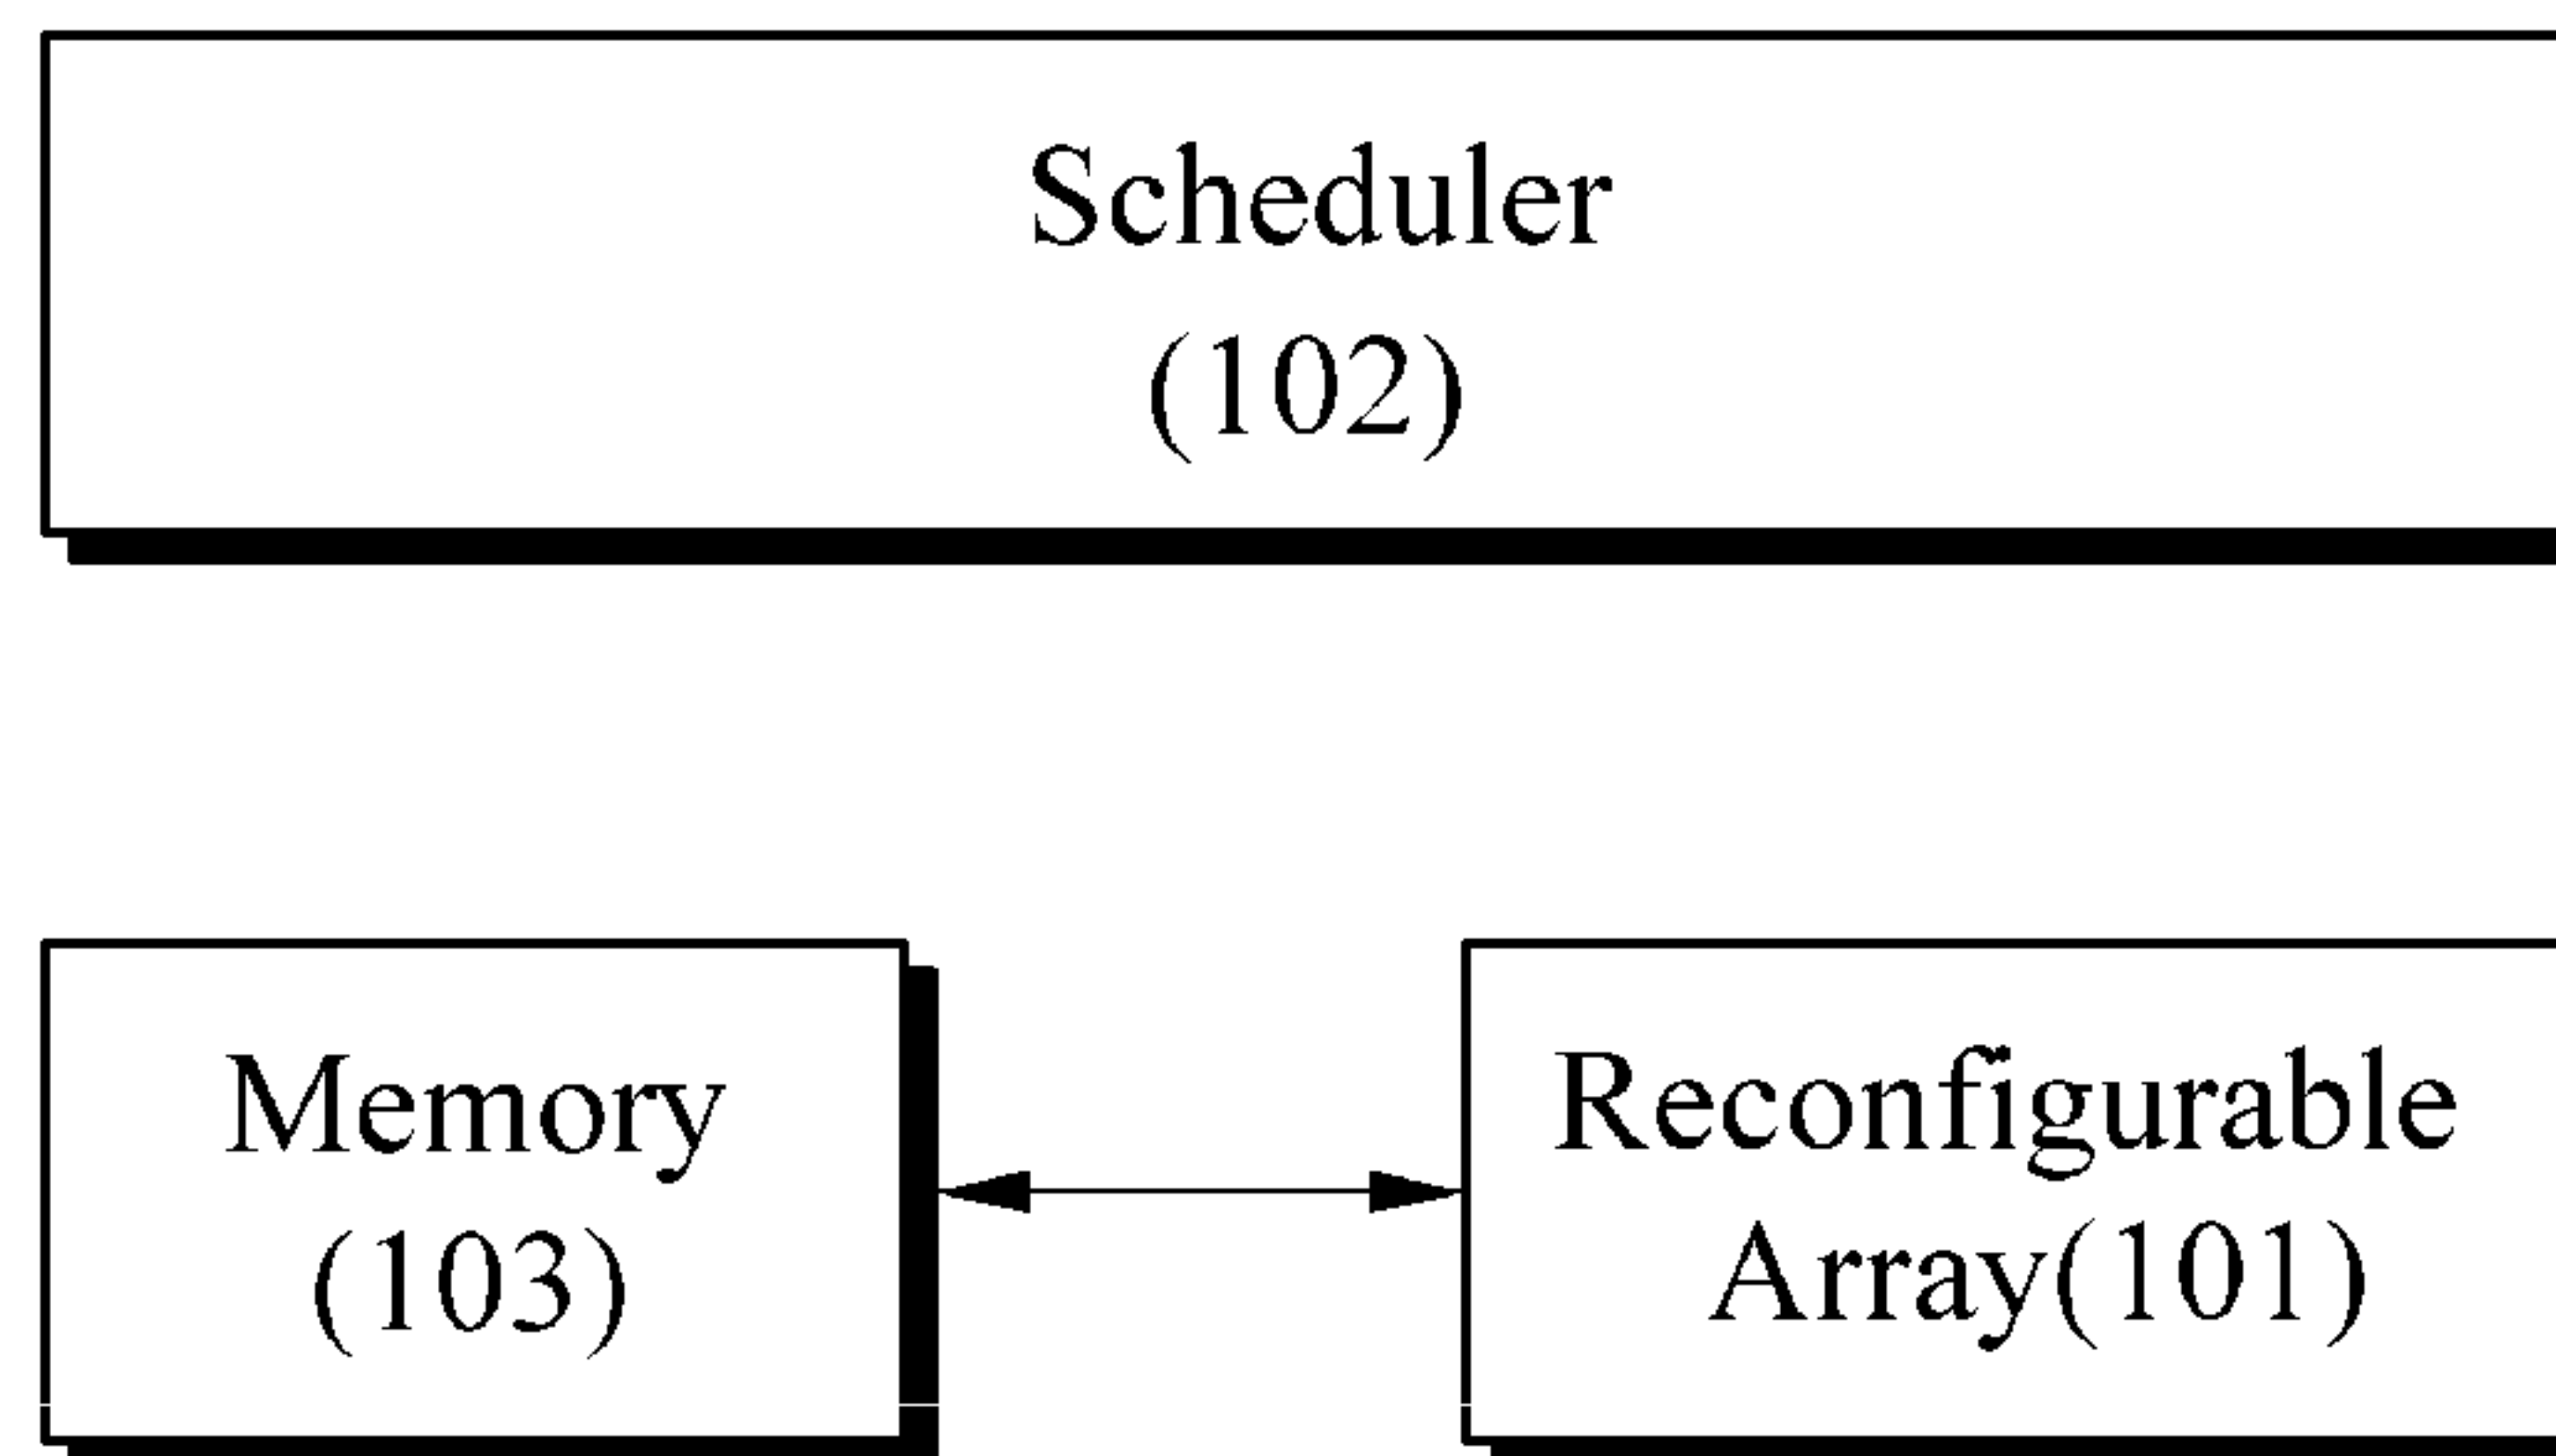 Scheduler
(102)
Memory
(103)
Reconfigurable
Array(101)